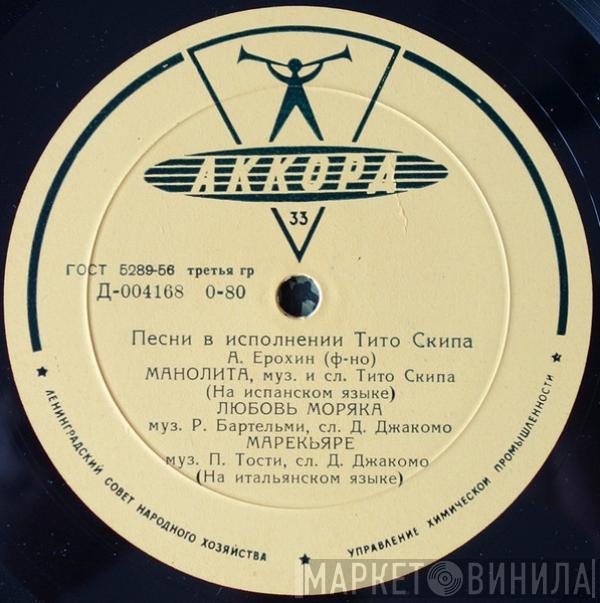 АККОРД
33
ГОСТ 5289-56 третья гр
Д-004168 0-80
Песни в исполнении Тито Скипа
А. Ерохин (ф-но)
МАНОЛИТА, муз. и сл. Тито Скипа
(На испанском языке)
ЛЮБОВЬ МОРЯКА
муз. Р. Бартельми, сл. Д. Джакомо
МАРЕКЬЯРЕ
муз. П. Тости, сл. Д. Джакомо
(На итальянском языке)
★ ЛЕНИНГРАДСКИЙ СОВЕТ НАРОДНОГО ХОЗЯЙСТВА ★ УПРАВЛЕНИЕ ХИМИЧЕСКОЙ ПРОМЫШЛЕННОСТИ ★
МАРКЕТ ВИНИЛА